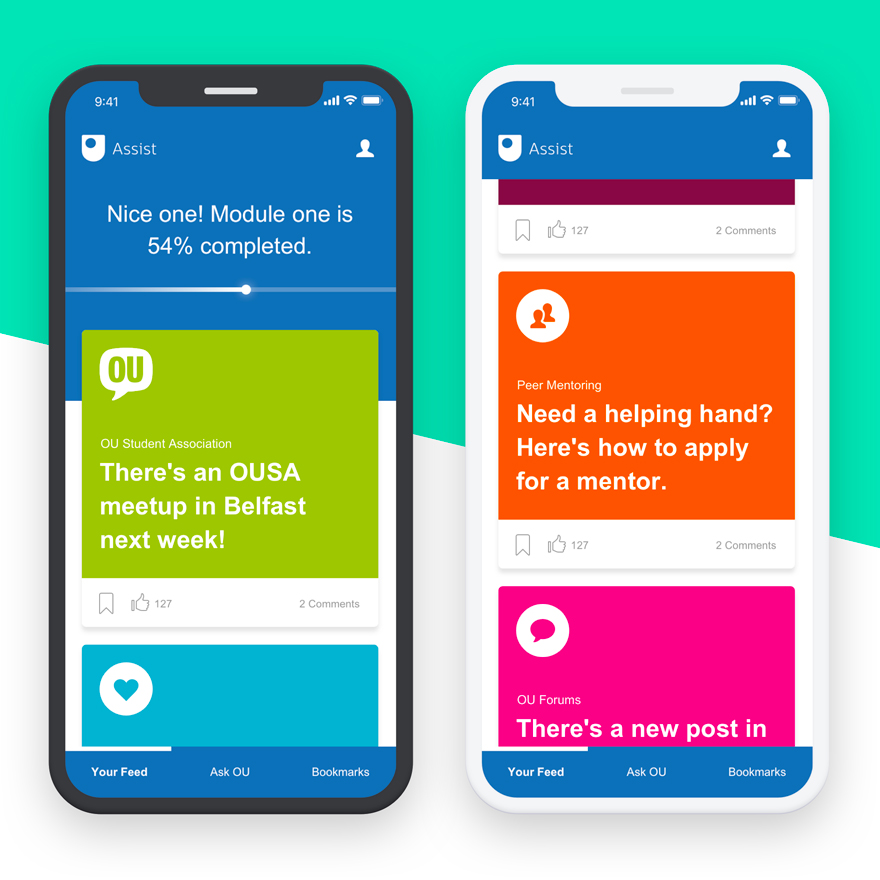 9:41
Assist
Nice one! Module one is
54% completed.
OU
OU Student Association
There's an OUSA
meetup in Belfast
next week!
127
2 Comments
Your Feed
Ask OU
Bookmarks
9:41
Assist
127
2 Comments
Peer Mentoring
Need a helping hand?
Here's how to apply
for a mentor.
127
2 Comments
OU Forums
There's a new post in
Your Feed
Ask OU
Bookmarks